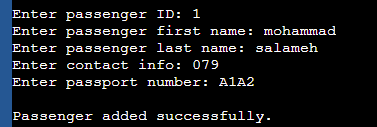 Enter passenger ID: 1
Enter passenger first name: mohammad
Enter passenger last name: salameh
Enter contact info: 079
Enter passport number: A1A2
Passenger added successfully.